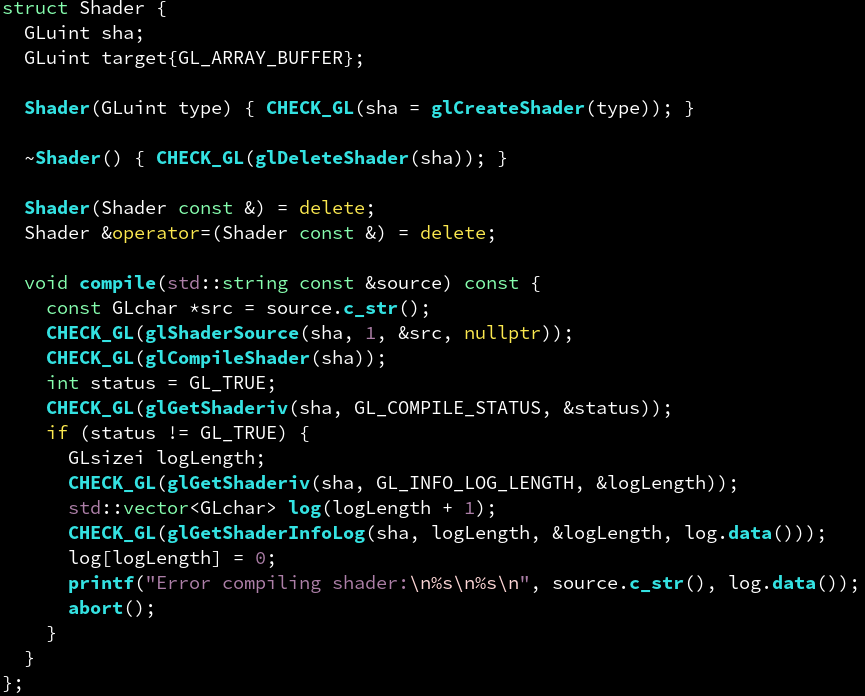 struct Shader {
  GLuint sha;
  GLuint target{GL_ARRAY_BUFFER};

  Shader(GLuint type) { CHECK_GL(sha = glCreateShader(type)); }

  ~Shader() { CHECK_GL(glDeleteShader(sha)); }

  Shader(Shader const &) = delete;
  Shader &operator=(Shader const &) = delete;

  void compile(std::string const &source) const {
    const GLchar *src = source.c_str();
    CHECK_GL(glShaderSource(sha, 1, &src, nullptr));
    CHECK_GL(glCompileShader(sha));
    int status = GL_TRUE;
    CHECK_GL(glGetShaderiv(sha, GL_COMPILE_STATUS, &status));
    if (status != GL_TRUE) {
      GLsizei logLength;
      CHECK_GL(glGetShaderiv(sha, GL_INFO_LOG_LENGTH, &logLength));
      std::vector<GLchar> log(logLength + 1);
      CHECK_GL(glGetShaderInfoLog(sha, logLength, &logLength, log.data()));
      log[logLength] = 0;
      printf("Error compiling shader:\n%s\n%s\n", source.c_str(), log.data());
      abort();
    }
  }
};